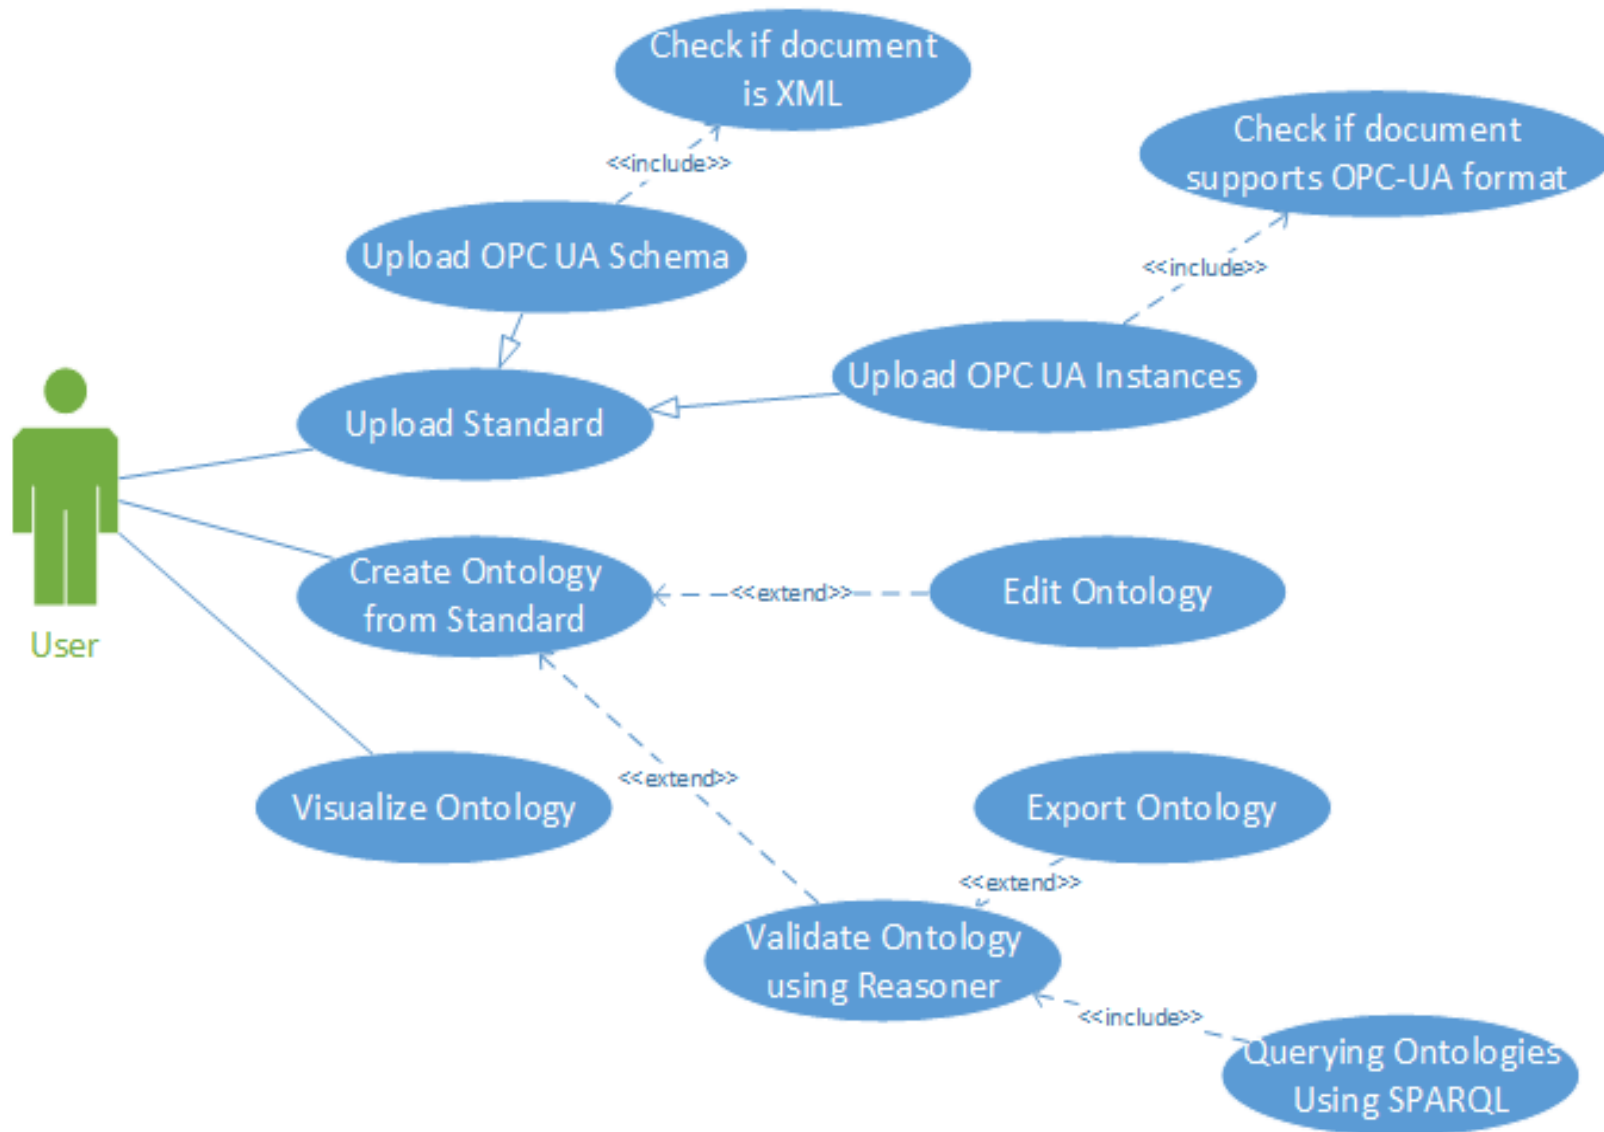 Check if document
is XML
Check if document
supports OPC-UA format
<<include>>
Upload OPC UA Schema
<<include>>
Upload OPC UA Instances
Upload Standard
Create Ontology
from Standard
<<extend>>
Edit Ontology
User
<<extend>>
Visualize Ontology
Export Ontology
<<extend>>
Validate Ontology
using Reasoner
<<include>>
Querying Ontologies
Using SPARQL